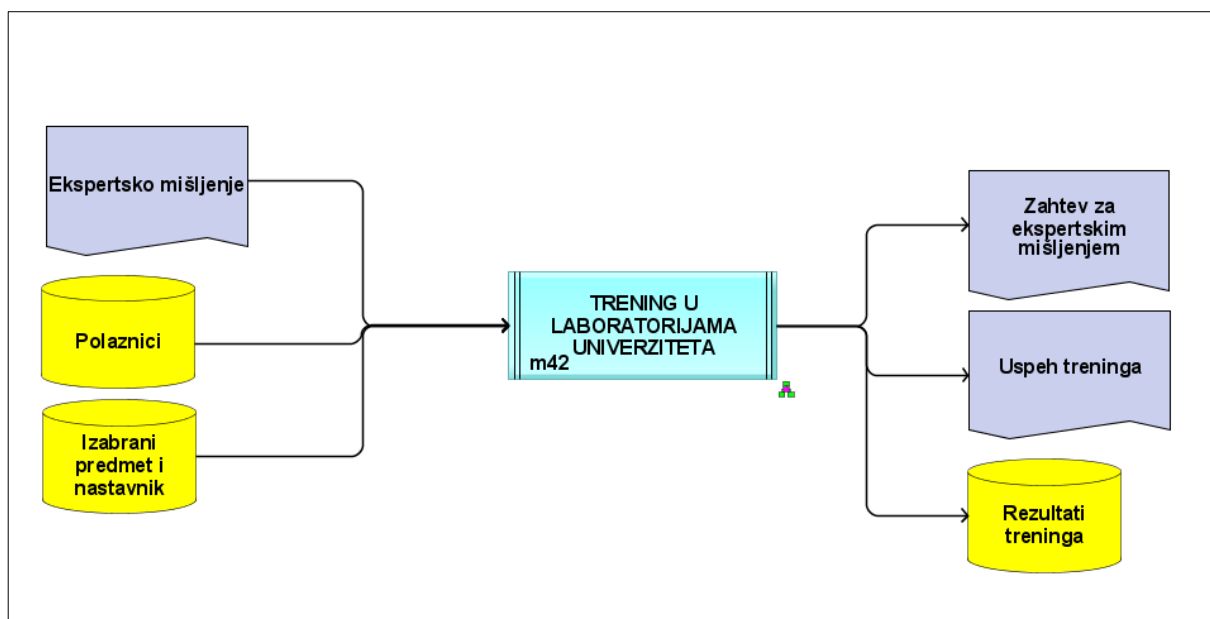 Ekspertsko mišljenje
Polaznici
Izabrani
predmet i
nastavnik
TRENING U
LABORATORIJAMA
UNIVERZITETA
m42
Zahtev za
ekspertskim
mišljenjem
Uspeh treninga
Rezultati
treninga